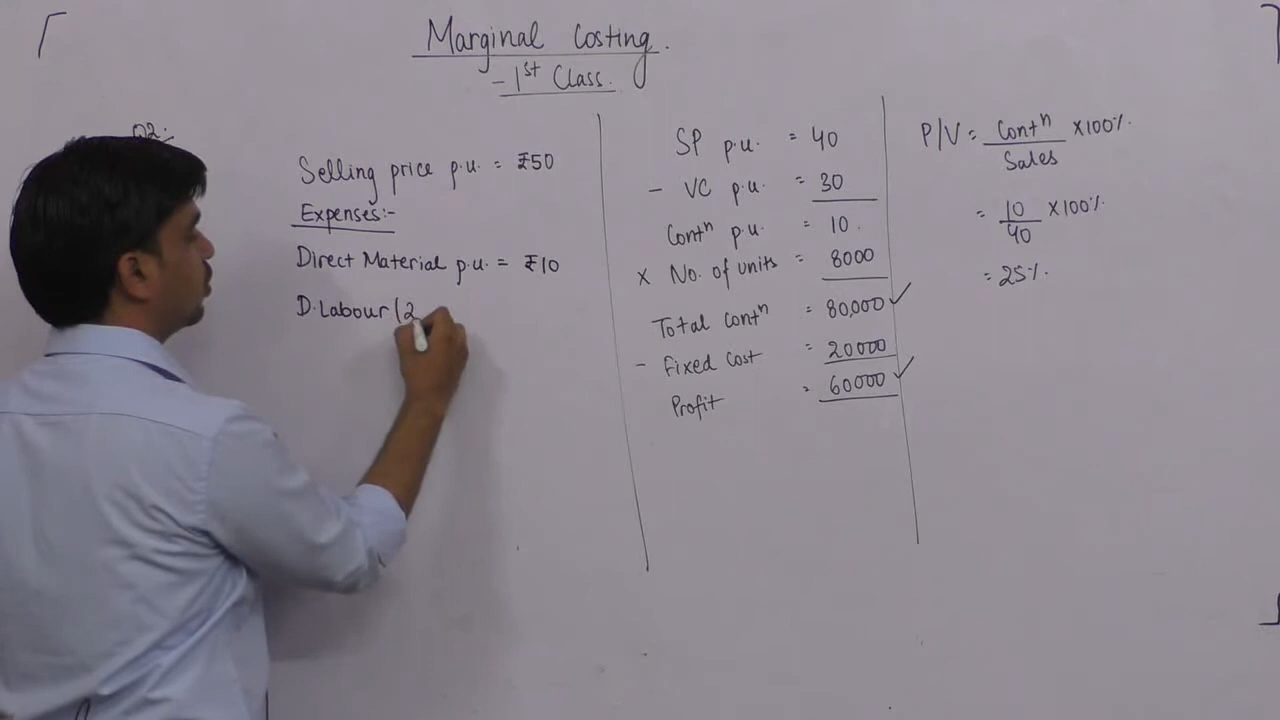 Marginal Costing.
- 1st Class.
Q2:-
Selling price p.u. = ₹50
Expenses:-
Direct Material p.u. = ₹10
D.Labour (2
SP p.u. = 40
- VC p.u. = 30
Contⁿ p.u. = 10.
x No. of units = 8000
Total contⁿ = 80,000 ✓
- Fixed Cost = 20000
Profit = 60000 ✓
P/V = Contⁿ / Sales x100%.
= 10 / 40 x100%
= 25%.